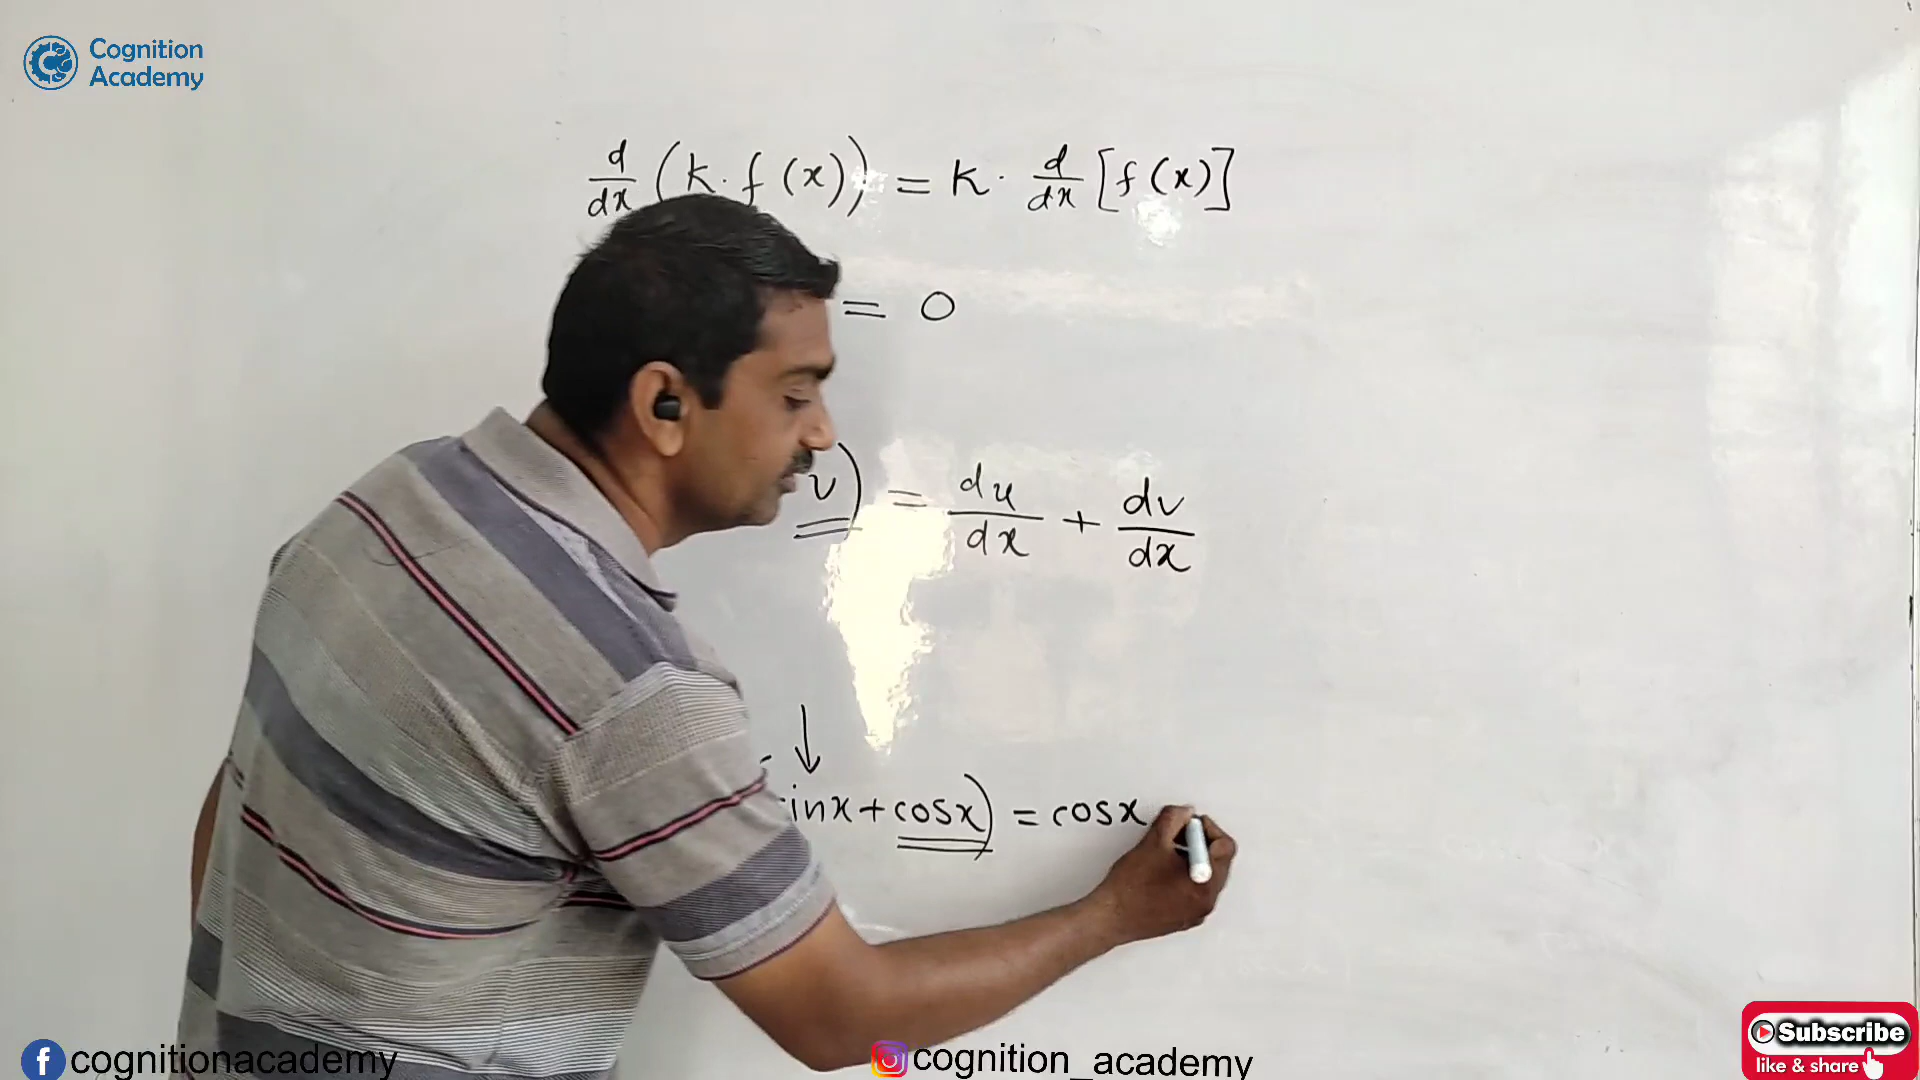 Cognition
Academy
d/dx (K. f(x)) = K. d/dx [f(x)]
= 0
v) = du/dx + dv/dx
inx + cosx) = cosx
cognitionacademy
cognition_academy
Subscribe
like & share